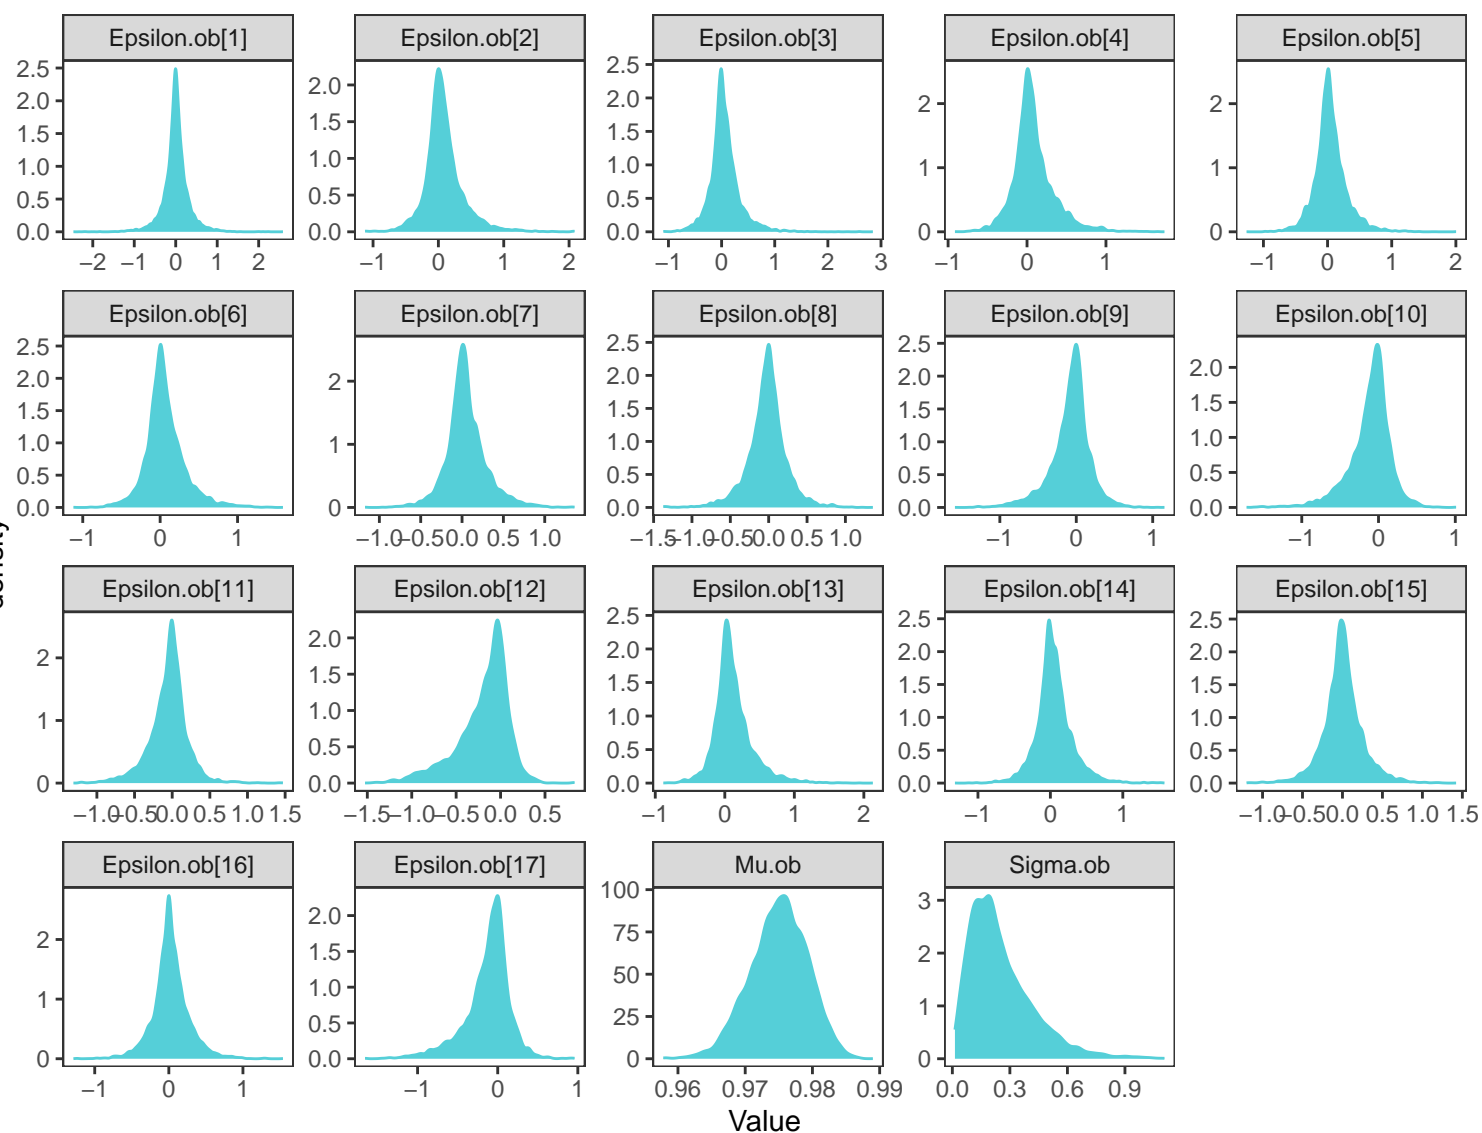 Epsilon.ob[1] Epsilon.ob[2] Epsilon.ob[3] Epsilon.ob[4] Epsilon.ob[5]
2.5 2.0 1.5 1.0 0.5 0.0
2.0 1.5 1.0 0.5 0.0
2.5 2.0 1.5 1.0 0.5 0.0
2 1 0
2 1 0
−2 −1 0 1 2
−1 0 1 2
−1 0 1 2 3
−1 0 1
−1 0 1 2
Epsilon.ob[6] Epsilon.ob[7] Epsilon.ob[8] Epsilon.ob[9] Epsilon.ob[10]
2.5 2.0 1.5 1.0 0.5 0.0
2 1 0
2.5 2.0 1.5 1.0 0.5 0.0
2.5 2.0 1.5 1.0 0.5 0.0
2.0 1.5 1.0 0.5 0.0
−1 0 1
−1.0 −0.5 0.0 0.5 1.0
−1.5 −1.0 −0.5 0.0 0.5 1.0
−1 0 1
−1 0 1
density
Epsilon.ob[11] Epsilon.ob[12] Epsilon.ob[13] Epsilon.ob[14] Epsilon.ob[15]
2 1 0
2.0 1.5 1.0 0.5 0.0
2.5 2.0 1.5 1.0 0.5 0.0
2.5 2.0 1.5 1.0 0.5 0.0
2.5 2.0 1.5 1.0 0.5 0.0
−1.0 −0.5 0.0 0.5 1.0 1.5
−1.5 −1.0 −0.5 0.0 0.5
−1 0 1 2
−1 0 1
−1.0 −0.5 0.0 0.5 1.0 1.5
Epsilon.ob[16] Epsilon.ob[17] Mu.ob Sigma.ob
2 1 0
2.0 1.5 1.0 0.5 0.0
100 75 50 25 0
3 2 1 0
−1 0 1
−1 0 1
0.96 0.97 0.98 0.99
0.0 0.3 0.6 0.9
Value